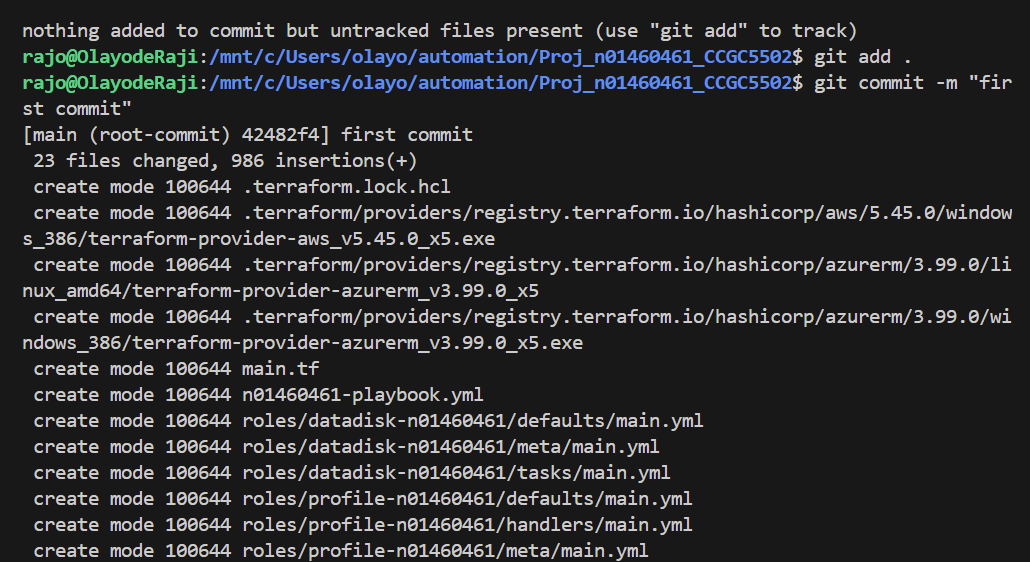 nothing added to commit but untracked files present (use "git add" to track)
rajo@OlayodeRaji:/mnt/c/Users/olayo/automation/Proj_n01460461_CCGC5502$ git add .
rajo@OlayodeRaji:/mnt/c/Users/olayo/automation/Proj_n01460461_CCGC5502$ git commit -m "fir
st commit"
[main (root-commit) 42482f4] first commit
 23 files changed, 986 insertions(+)
 create mode 100644 .terraform.lock.hcl
 create mode 100644 .terraform/providers/registry.terraform.io/hashicorp/aws/5.45.0/window
s_386/terraform-provider-aws_v5.45.0_x5.exe
 create mode 100644 .terraform/providers/registry.terraform.io/hashicorp/azurerm/3.99.0/li
nux_amd64/terraform-provider-azurerm_v3.99.0_x5
 create mode 100644 .terraform/providers/registry.terraform.io/hashicorp/azurerm/3.99.0/wi
ndows_386/terraform-provider-azurerm_v3.99.0_x5.exe
 create mode 100644 main.tf
 create mode 100644 n01460461-playbook.yml
 create mode 100644 roles/datadisk-n01460461/defaults/main.yml
 create mode 100644 roles/datadisk-n01460461/meta/main.yml
 create mode 100644 roles/datadisk-n01460461/tasks/main.yml
 create mode 100644 roles/profile-n01460461/defaults/main.yml
 create mode 100644 roles/profile-n01460461/handlers/main.yml
 create mode 100644 roles/profile-n01460461/meta/main.yml